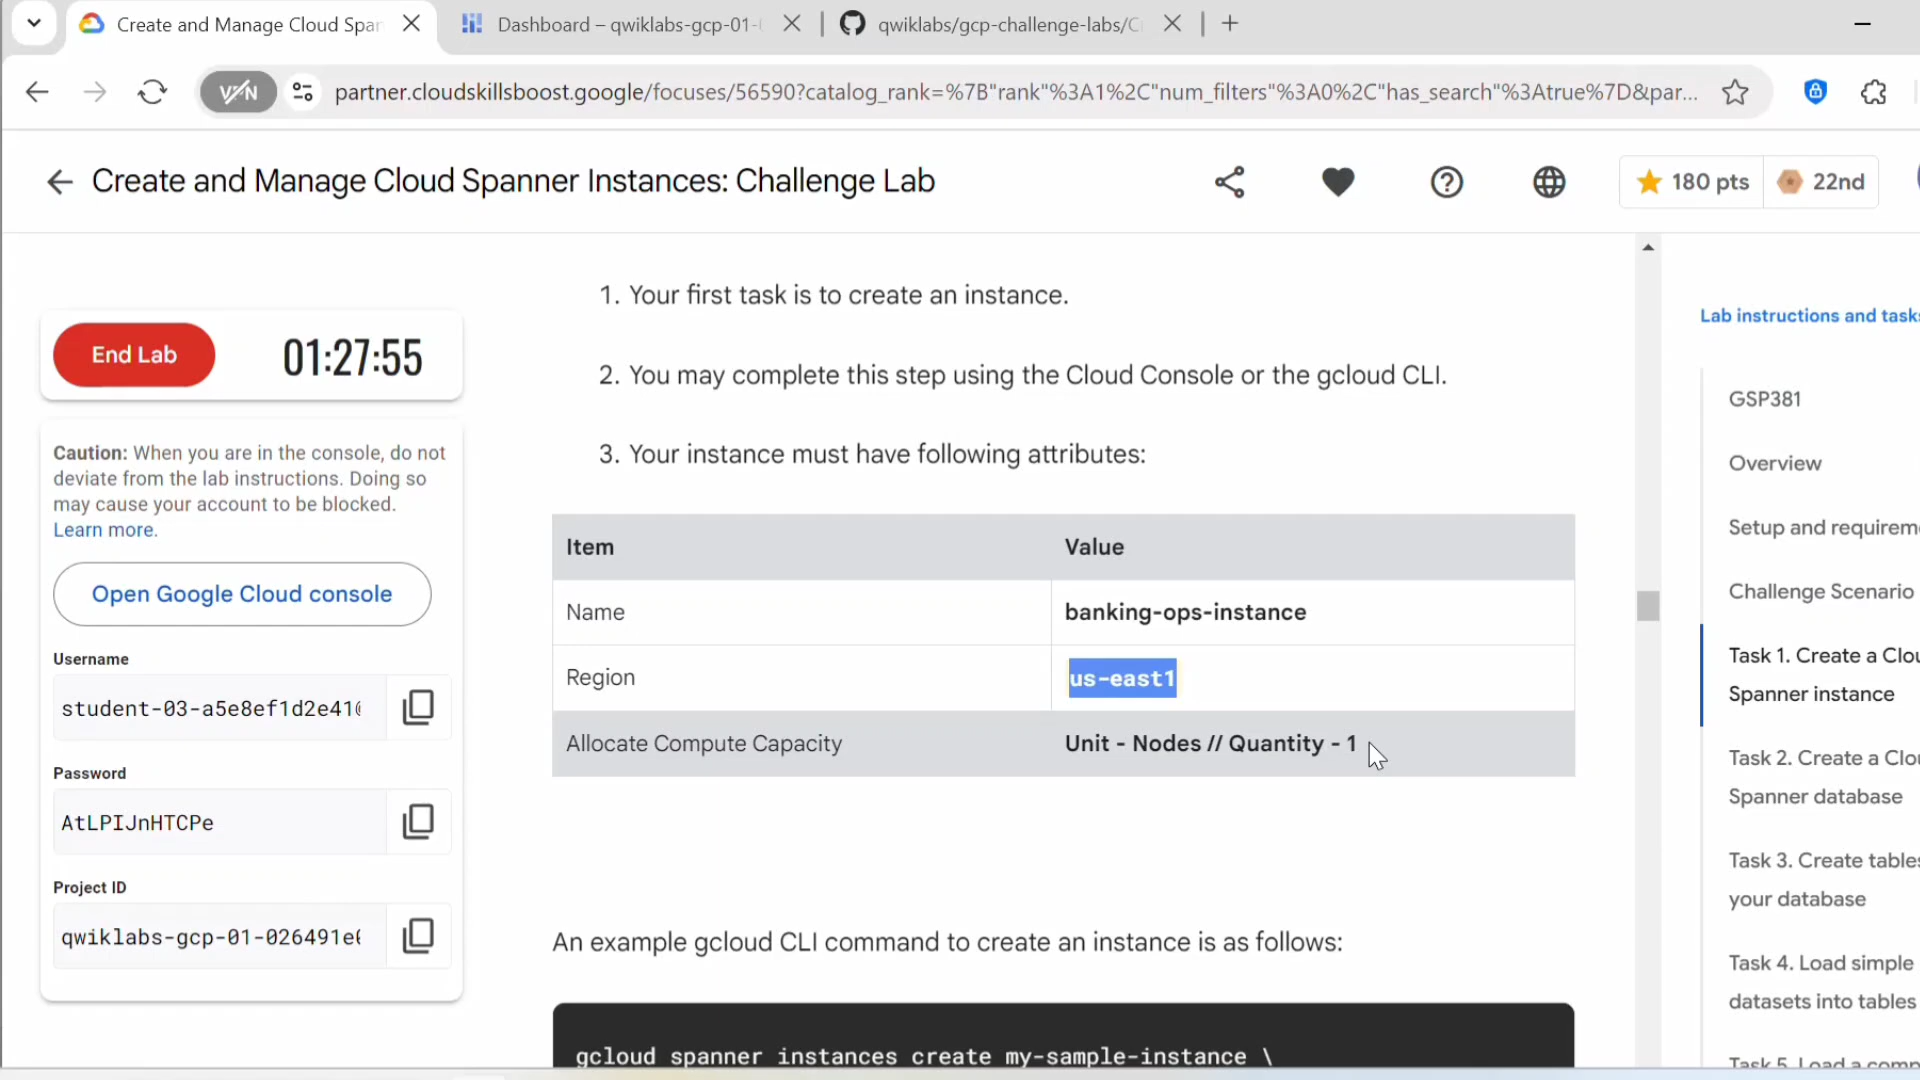 Create and Manage Cloud Span
Dashboard – qwiklabs-gcp-01-
qwiklabs/gcp-challenge-labs/C
VPN
partner.cloudskillsboost.google/focuses/56590?catalog_rank=%7B"rank"%3A1%2C"num_filters"%3A0%2C"has_search"%3Atrue%7D&par...
Create and Manage Cloud Spanner Instances: Challenge Lab
180 pts
22nd
End Lab
01:27:55
Caution: When you are in the console, do not
deviate from the lab instructions. Doing so
may cause your account to be blocked.
Learn more.
Open Google Cloud console
Username
student-03-a5e8ef1d2e41
Password
AtLPIJnHTCPe
Project ID
qwiklabs-gcp-01-026491e
1. Your first task is to create an instance.
2. You may complete this step using the Cloud Console or the gcloud CLI.
3. Your instance must have following attributes:
Item Value
Name banking-ops-instance
Region us-east1
Allocate Compute Capacity Unit - Nodes // Quantity - 1
An example gcloud CLI command to create an instance is as follows:
gcloud spanner instances create my-sample-instance \
Lab instructions and tasks
GSP381
Overview
Setup and requirem
Challenge Scenario
Task 1. Create a Clou
Spanner instance
Task 2. Create a Clo
Spanner database
Task 3. Create tables
your database
Task 4. Load simple
datasets into tables
Task 5. Load a comp